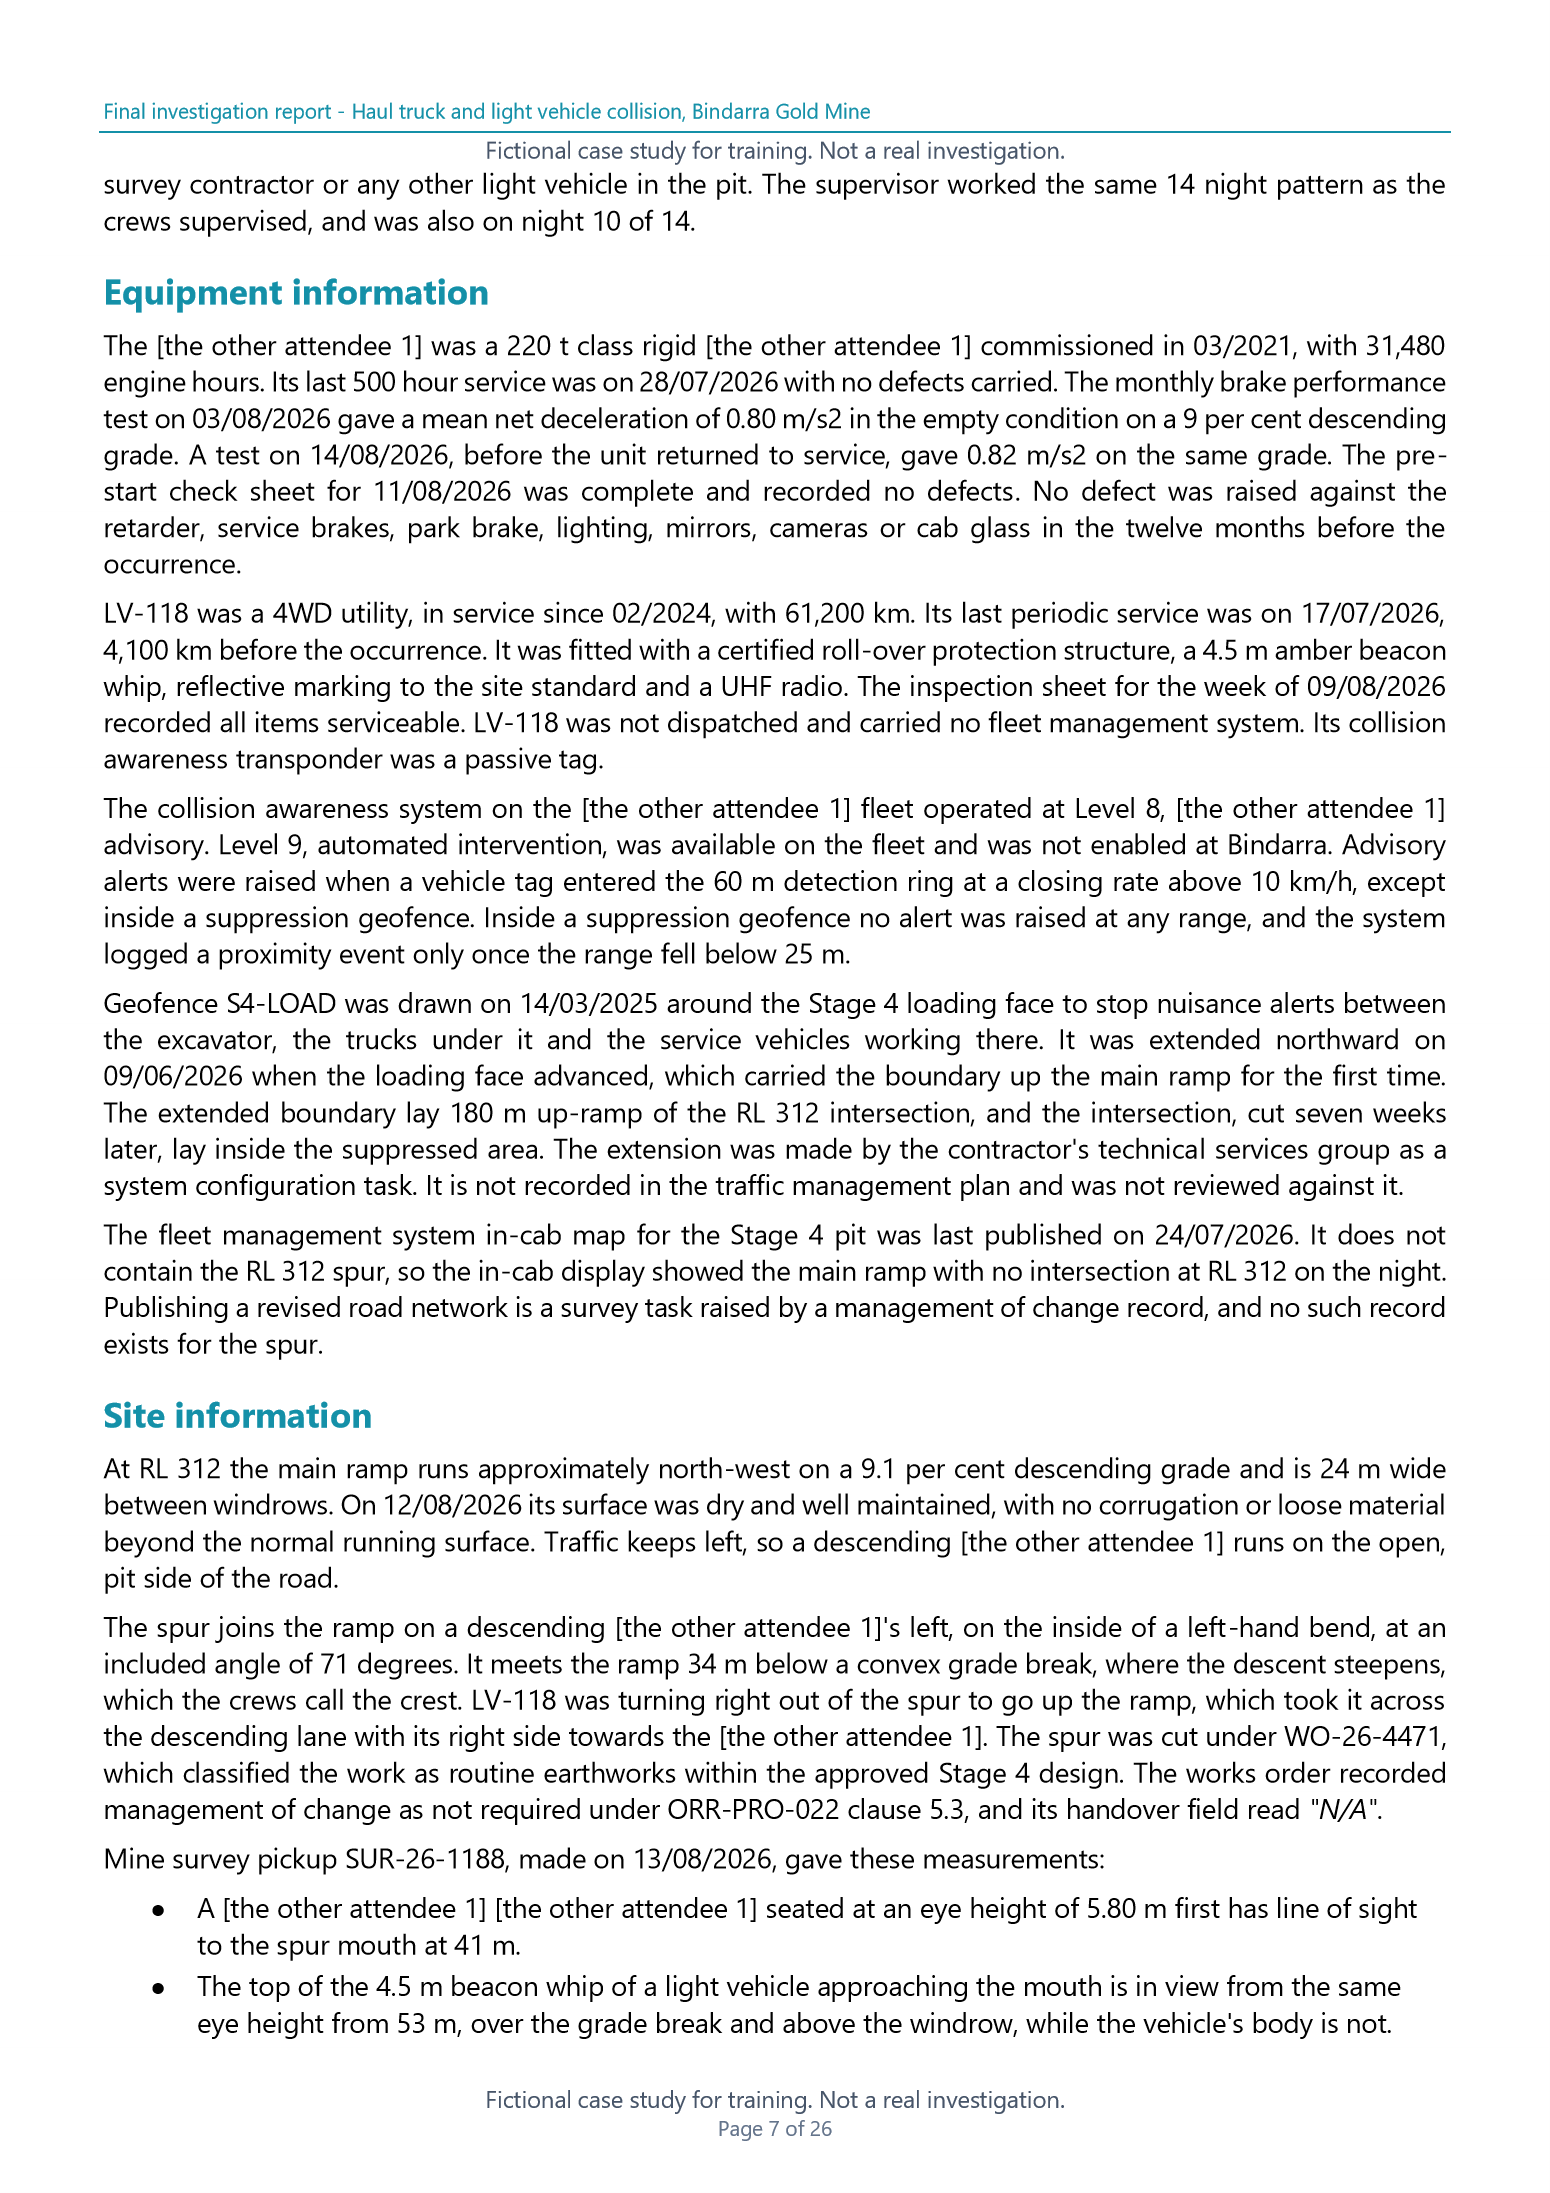 Final investigation report - Haul truck and light vehicle collision, Bindarra Gold Mine
Fictional case study for training. Not a real investigation.
survey contractor or any other light vehicle in the pit. The supervisor worked the same 14 night pattern as the
crews supervised, and was also on night 10 of 14.
Equipment information
The [the other attendee 1] was a 220 t class rigid [the other attendee 1] commissioned in 03/2021, with 31,480
engine hours. Its last 500 hour service was on 28/07/2026 with no defects carried. The monthly brake performance
test on 03/08/2026 gave a mean net deceleration of 0.80 m/s2 in the empty condition on a 9 per cent descending
grade. A test on 14/08/2026, before the unit returned to service, gave 0.82 m/s2 on the same grade. The pre-
start check sheet for 11/08/2026 was complete and recorded no defects. No defect was raised against the
retarder, service brakes, park brake, lighting, mirrors, cameras or cab glass in the twelve months before the
occurrence.
LV-118 was a 4WD utility, in service since 02/2024, with 61,200 km. Its last periodic service was on 17/07/2026,
4,100 km before the occurrence. It was fitted with a certified roll-over protection structure, a 4.5 m amber beacon
whip, reflective marking to the site standard and a UHF radio. The inspection sheet for the week of 09/08/2026
recorded all items serviceable. LV-118 was not dispatched and carried no fleet management system. Its collision
awareness transponder was a passive tag.
The collision awareness system on the [the other attendee 1] fleet operated at Level 8, [the other attendee 1]
advisory. Level 9, automated intervention, was available on the fleet and was not enabled at Bindarra. Advisory
alerts were raised when a vehicle tag entered the 60 m detection ring at a closing rate above 10 km/h, except
inside a suppression geofence. Inside a suppression geofence no alert was raised at any range, and the system
logged a proximity event only once the range fell below 25 m.
Geofence S4-LOAD was drawn on 14/03/2025 around the Stage 4 loading face to stop nuisance alerts between
the excavator, the trucks under it and the service vehicles working there. It was extended northward on
09/06/2026 when the loading face advanced, which carried the boundary up the main ramp for the first time.
The extended boundary lay 180 m up-ramp of the RL 312 intersection, and the intersection, cut seven weeks
later, lay inside the suppressed area. The extension was made by the contractor's technical services group as a
system configuration task. It is not recorded in the traffic management plan and was not reviewed against it.
The fleet management system in-cab map for the Stage 4 pit was last published on 24/07/2026. It does not
contain the RL 312 spur, so the in-cab display showed the main ramp with no intersection at RL 312 on the night.
Publishing a revised road network is a survey task raised by a management of change record, and no such record
exists for the spur.
Site information
At RL 312 the main ramp runs approximately north-west on a 9.1 per cent descending grade and is 24 m wide
between windrows. On 12/08/2026 its surface was dry and well maintained, with no corrugation or loose material
beyond the normal running surface. Traffic keeps left, so a descending [the other attendee 1] runs on the open,
pit side of the road.
The spur joins the ramp on a descending [the other attendee 1]'s left, on the inside of a left-hand bend, at an
included angle of 71 degrees. It meets the ramp 34 m below a convex grade break, where the descent steepens,
which the crews call the crest. LV-118 was turning right out of the spur to go up the ramp, which took it across
the descending lane with its right side towards the [the other attendee 1]. The spur was cut under WO-26-4471,
which classified the work as routine earthworks within the approved Stage 4 design. The works order recorded
management of change as not required under ORR-PRO-022 clause 5.3, and its handover field read "N/A".
Mine survey pickup SUR-26-1188, made on 13/08/2026, gave these measurements:
● A [the other attendee 1] [the other attendee 1] seated at an eye height of 5.80 m first has line of sight
to the spur mouth at 41 m.
● The top of the 4.5 m beacon whip of a light vehicle approaching the mouth is in view from the same
eye height from 53 m, over the grade break and above the windrow, while the vehicle's body is not.
Fictional case study for training. Not a real investigation.
Page 7 of 26